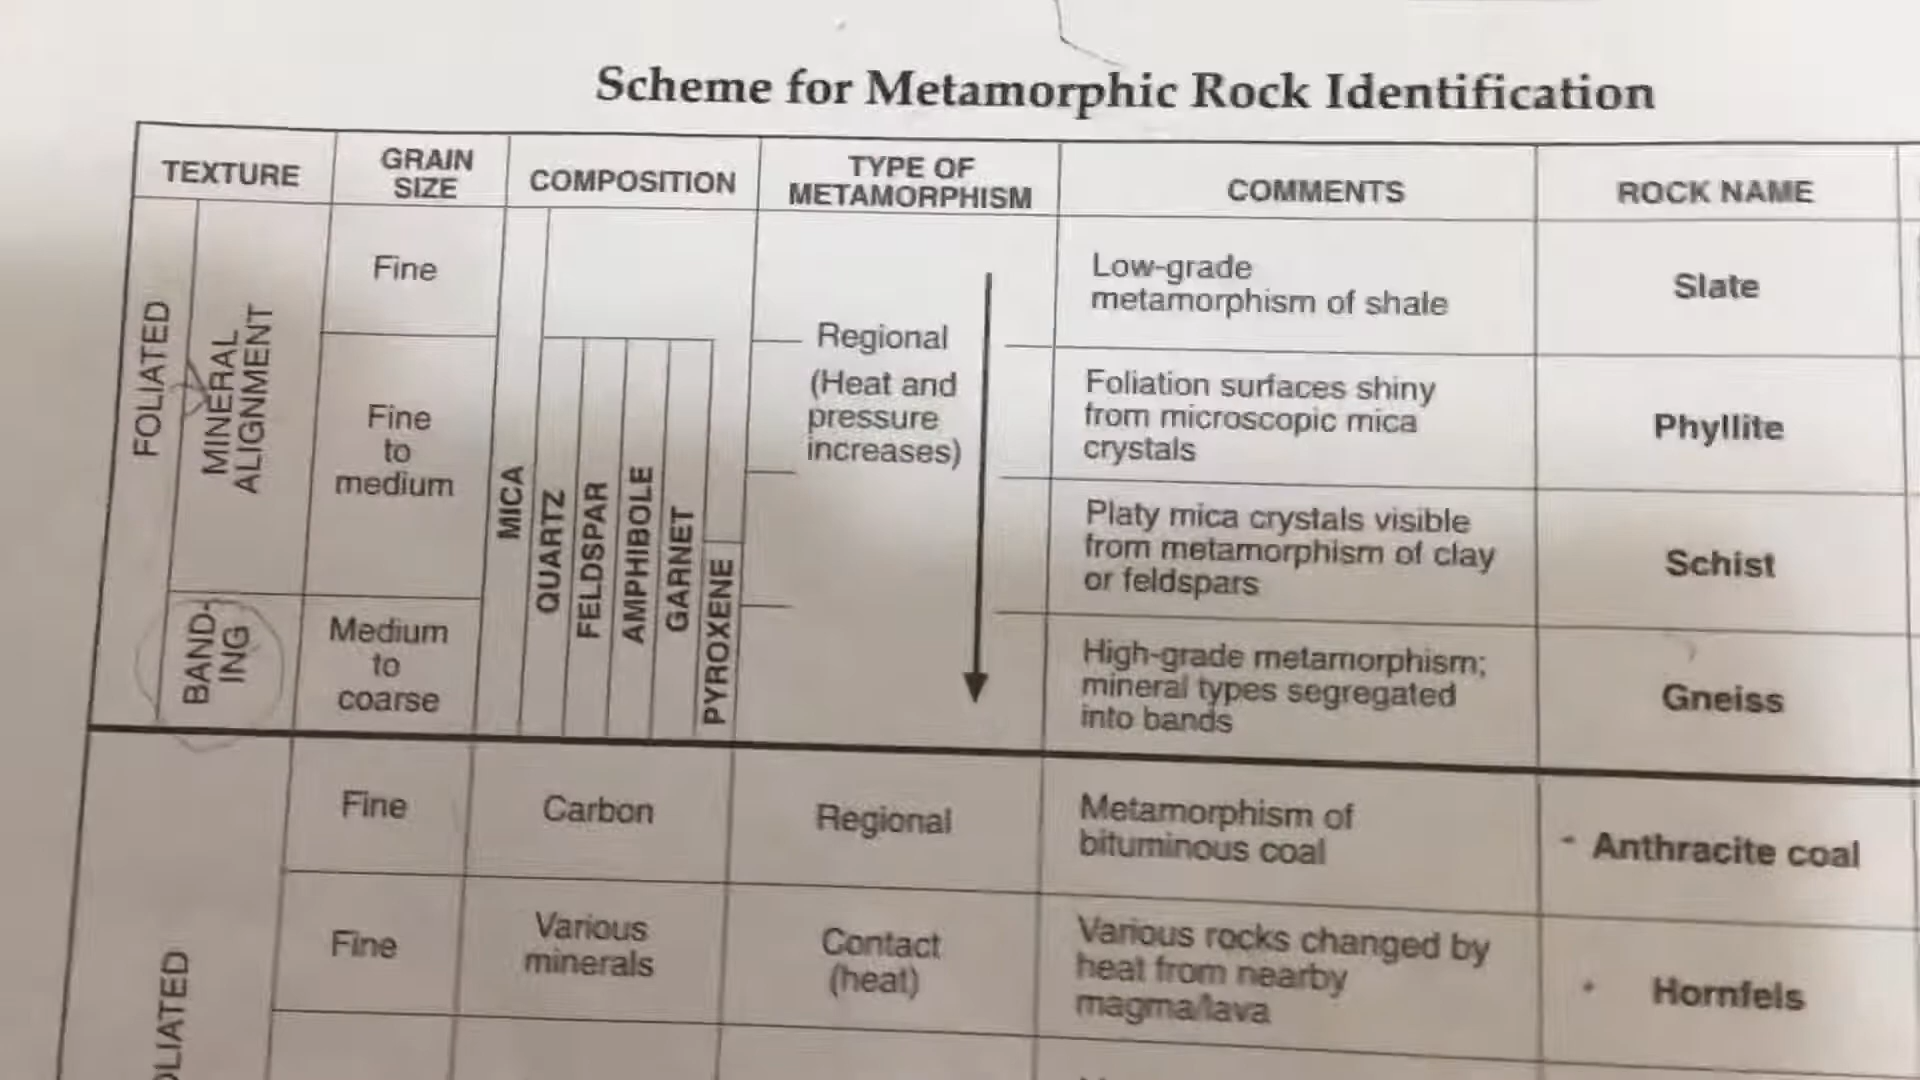 Scheme for Metamorphic Rock Identification
TEXTURE
GRAIN
SIZE
COMPOSITION
TYPE OF
METAMORPHISM
COMMENTS
ROCK NAME
FOLIATED
MINERAL
ALIGNMENT
BAND-
ING
Fine
Fine
to
medium
Medium
to
coarse
MICA
QUARTZ
FELDSPAR
AMPHIBOLE
GARNET
PYROXENE
Regional
(Heat and
pressure
increases)
Low-grade
metamorphism of shale
Slate
Foliation surfaces shiny
from microscopic mica
crystals
Phyllite
Platy mica crystals visible
from metamorphism of clay
or feldspars
Schist
High-grade metamorphism;
mineral types segregated
into bands
Gneiss
Fine
Carbon
Regional
Metamorphism of
bituminous coal
Anthracite coal
OLIATED
Fine
Various
minerals
Contact
(heat)
Various rocks changed by
heat from nearby
magma/lava
Hornfels